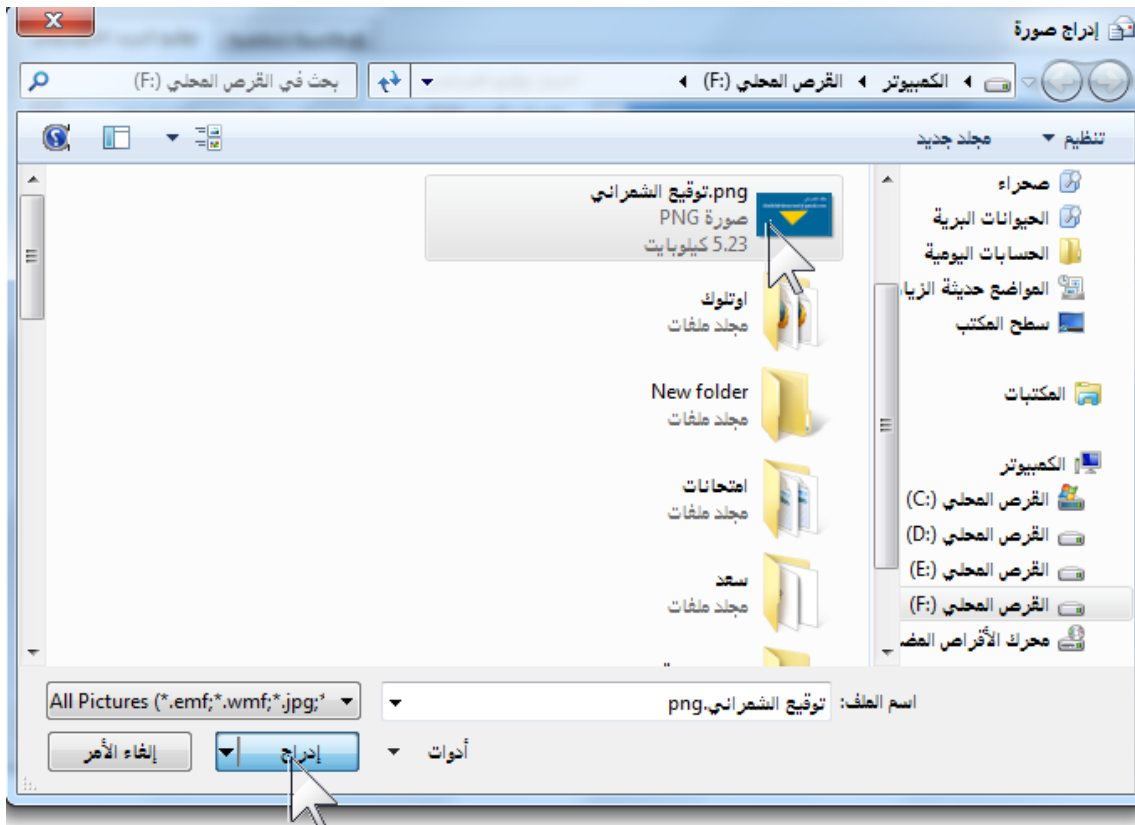 إدراج صورة
الكمبيوتر
القرص المحلي (F:)
بحث في القرص المحلي (F:)
تنظيم
مجلد جديد
صحراء
الحيوانات البرية
الحسابات اليومية
المواضع حديثة الزيا
سطح المكتب
المكتبات
الكمبيوتر
القرص المحلي (C:)
القرص المحلي (D:)
القرص المحلي (E:)
القرص المحلي (F:)
محرك الأقراص المض
توقيع الشمراني.png
صورة PNG
5.23 كيلوبايت
اوتلوك
مجلد ملفات
New folder
مجلد ملفات
امتحانات
مجلد ملفات
سعد
مجلد ملفات
اسم الملف: توقيع الشمراني.png
All Pictures (*.emf;*.wmf;*.jpg;*
أدوات
إدراج
إلغاء الأمر